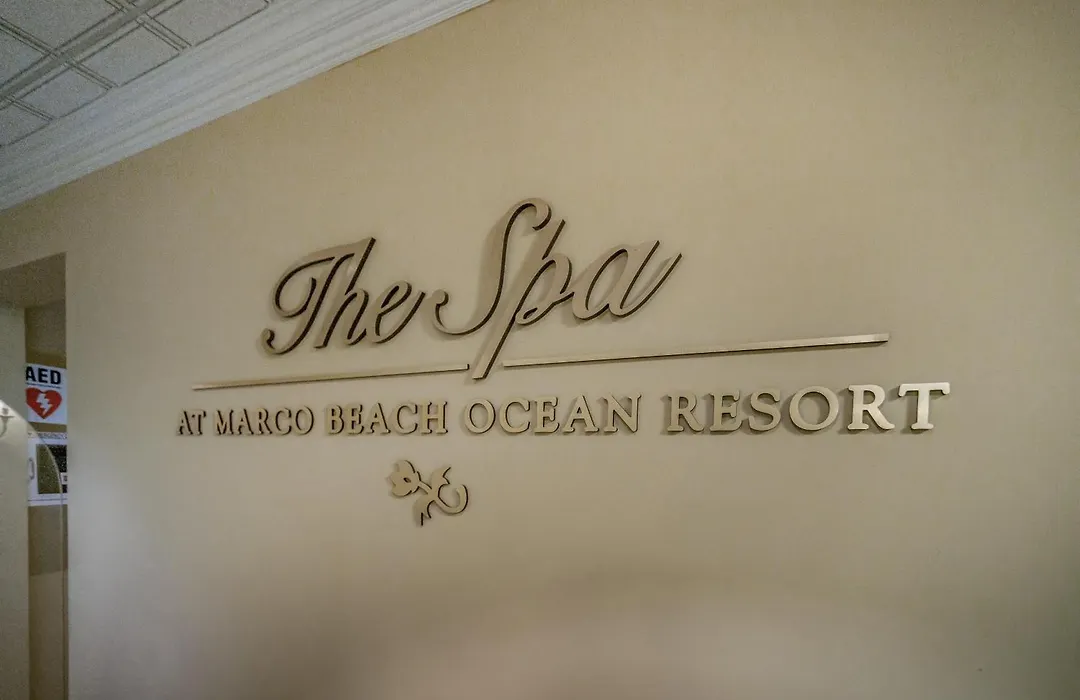 The Spa
AT MARCO BEACH OCEAN RESORT
AED